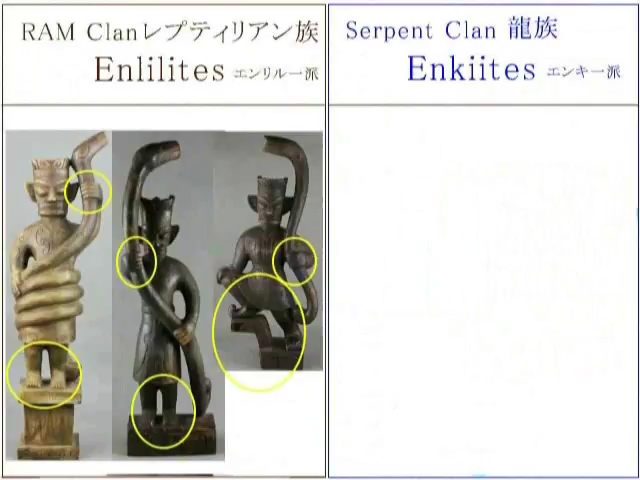 RAM Clanレプティリアン族
Enlilites エンリル一派
Serpent Clan 龍族
Enkiites エンキ一派